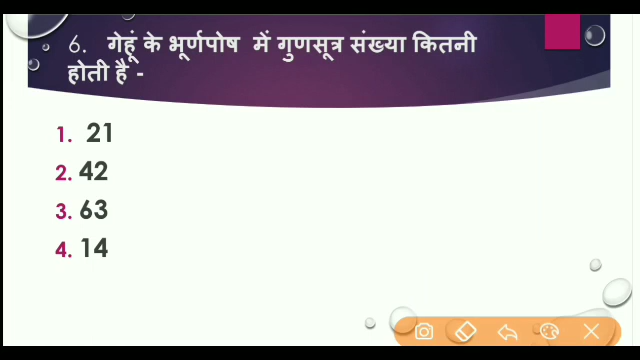 6. गेहूं के भूर्णपोष में गुणसूत्र संख्या कितनी
होती है -
1. 21
2. 42
3. 63
4. 14